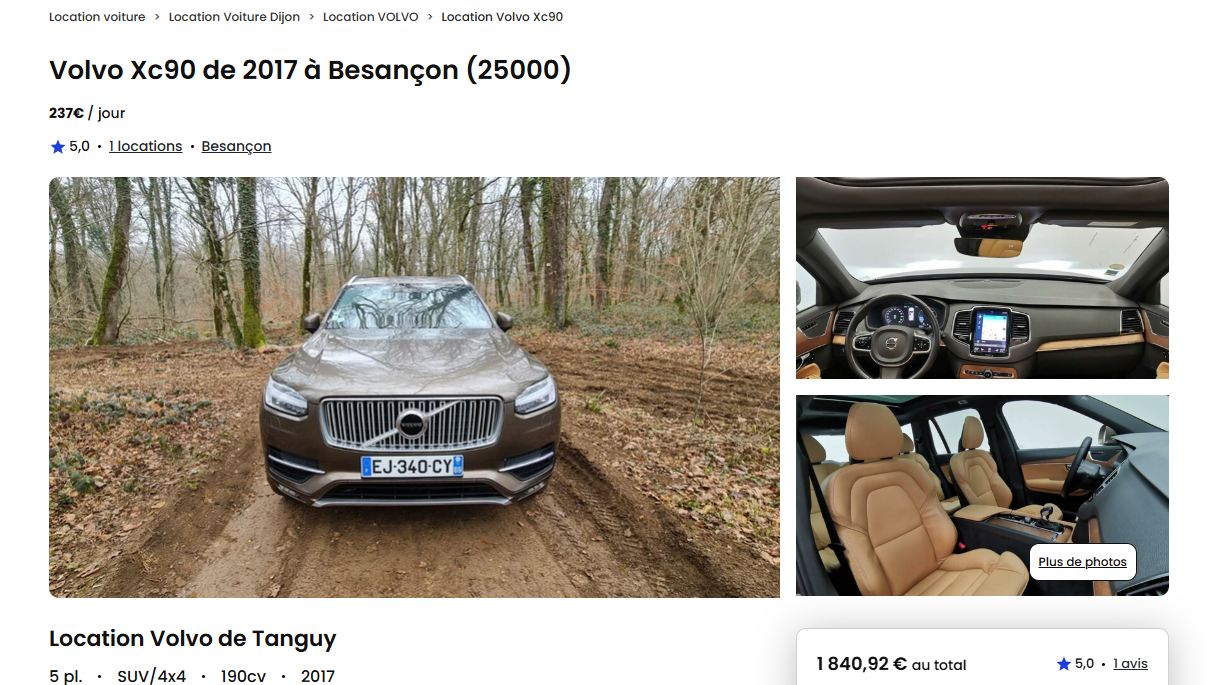 Location voiture > Location Voiture Dijon > Location VOLVO > Location Volvo Xc90
Volvo Xc90 de 2017 à Besançon (25000)
237€ / jour
5,0 • 1 locations • Besançon
VOLVO
EJ-340-CY
Plus de photos
Location Volvo de Tanguy
5 pl. • SUV/4x4 • 190cv • 2017
1 840,92 € au total
5,0 • 1 avis